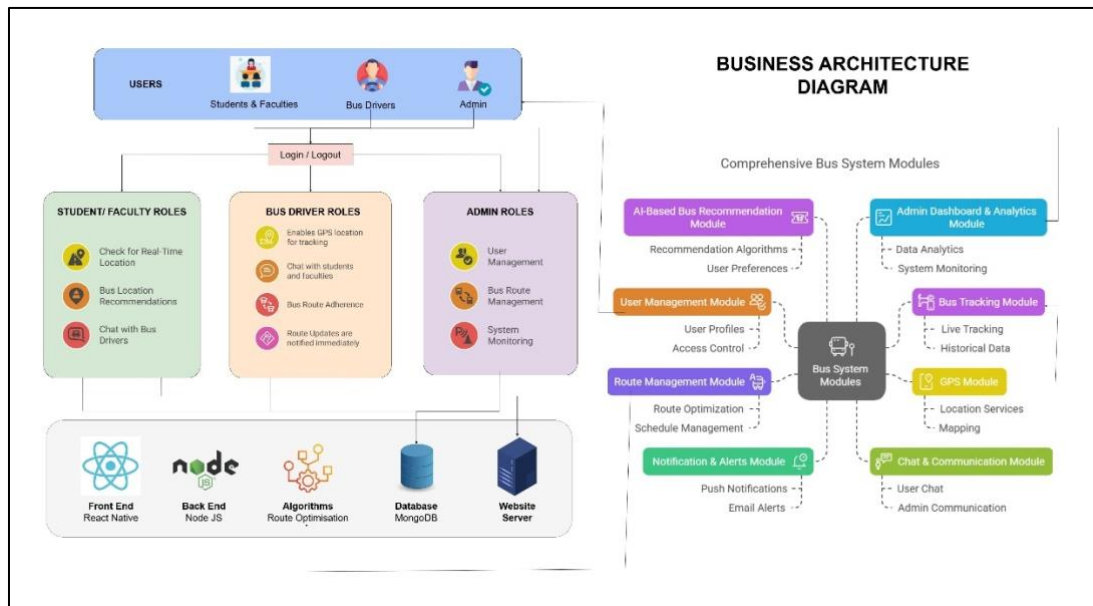 BUSINESS ARCHITECTURE
DIAGRAM
USERS
Students & Faculties
Bus Drivers
Admin
Login / Logout
STUDENT/ FACULTY ROLES
Check for Real-Time
Location
Bus Location
Recommendations
Chat with Bus
Drivers
BUS DRIVER ROLES
Enables GPS location
for tracking
Chat with students
and faculties
Bus Route Adherence
Route Updates are
notified immediately
ADMIN ROLES
User
Management
Bus Route
Management
System
Monitoring
node
JS
Front End
React Native
Back End
Node JS
Algorithms
Route Optimisation
Database
MongoDB
Website
Server
Comprehensive Bus System Modules
AI-Based Bus Recommendation
Module
Recommendation Algorithms
User Preferences
User Management Module
User Profiles
Access Control
Route Management Module
Route Optimization
Schedule Management
Notification & Alerts Module
Push Notifications
Email Alerts
Bus System
Modules
Admin Dashboard & Analytics
Module
Data Analytics
System Monitoring
Bus Tracking Module
Live Tracking
Historical Data
GPS Module
Location Services
Mapping
Chat & Communication Module
User Chat
Admin Communication